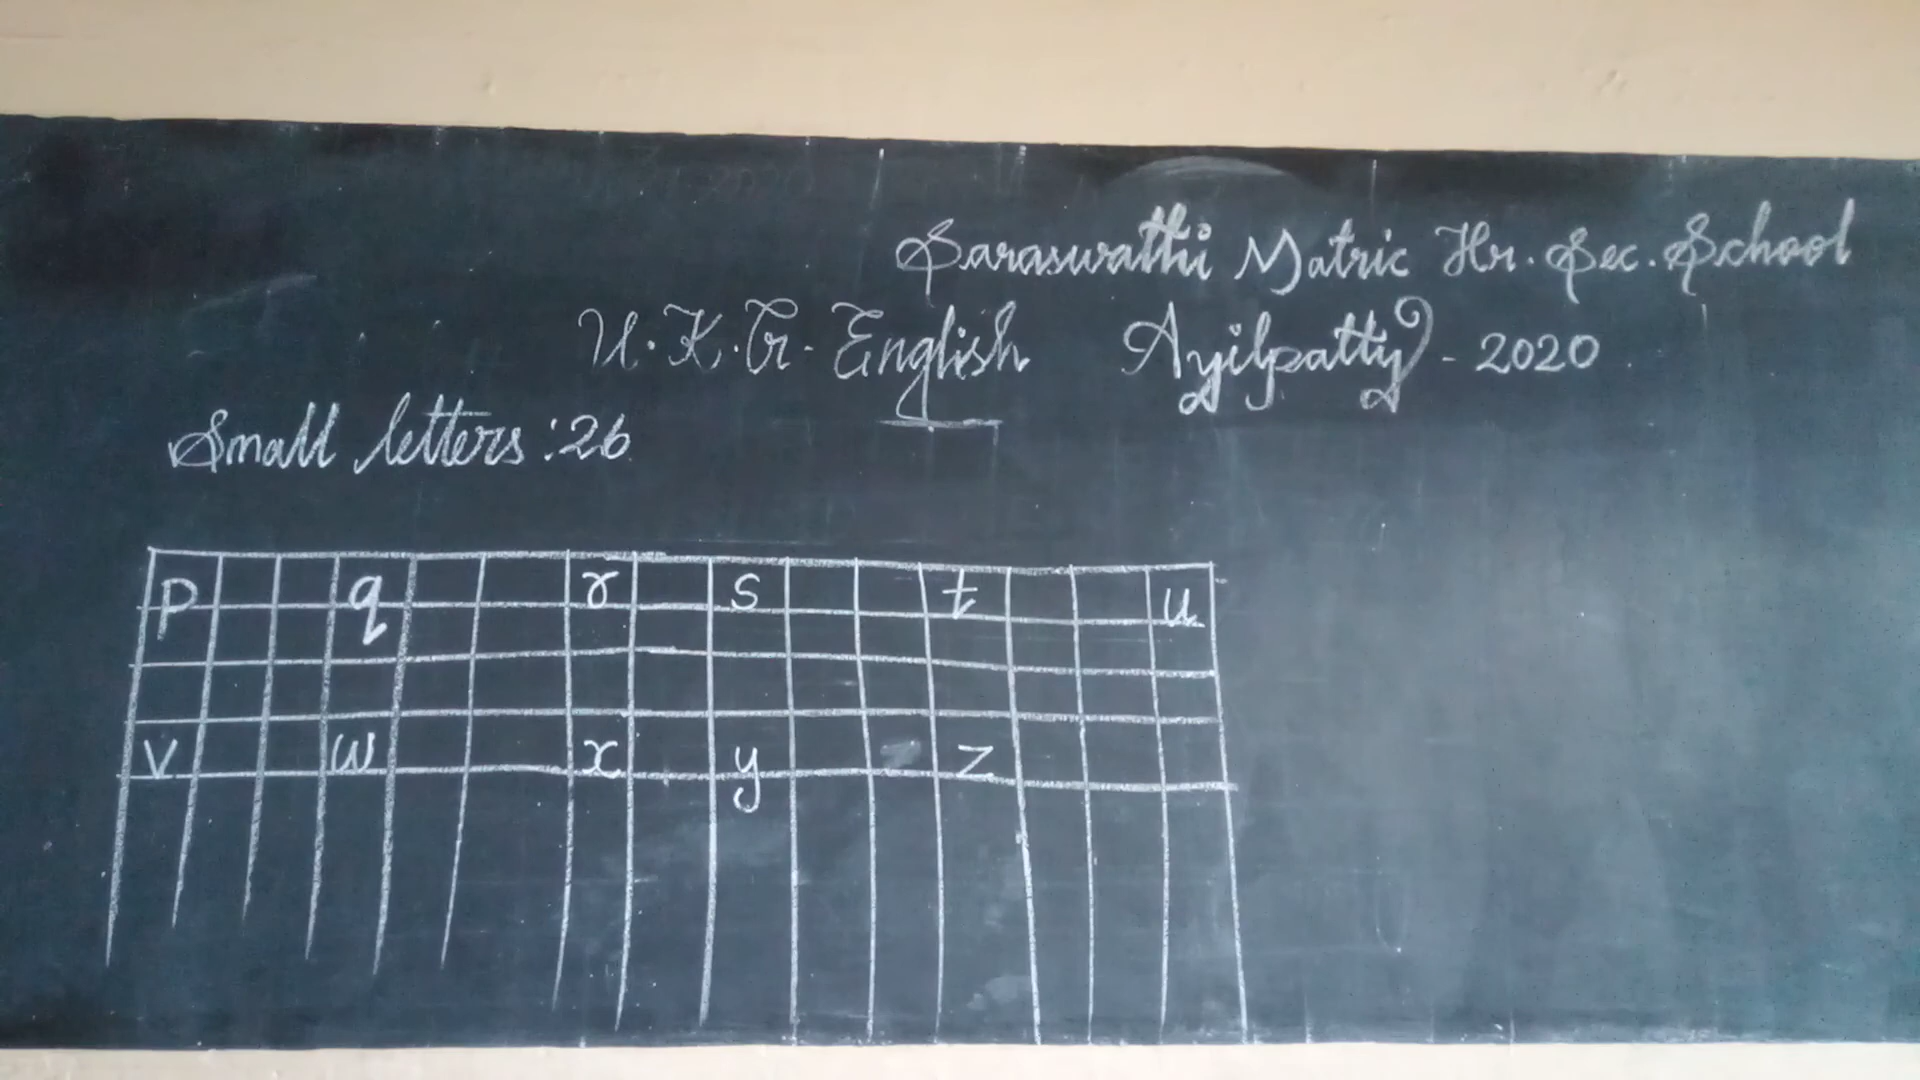 Saraswathi Matric Hr. Sec. School
U.K.G - English Ayilpatty - 2020
Small letters : 26
p q r s t u
v w x y z